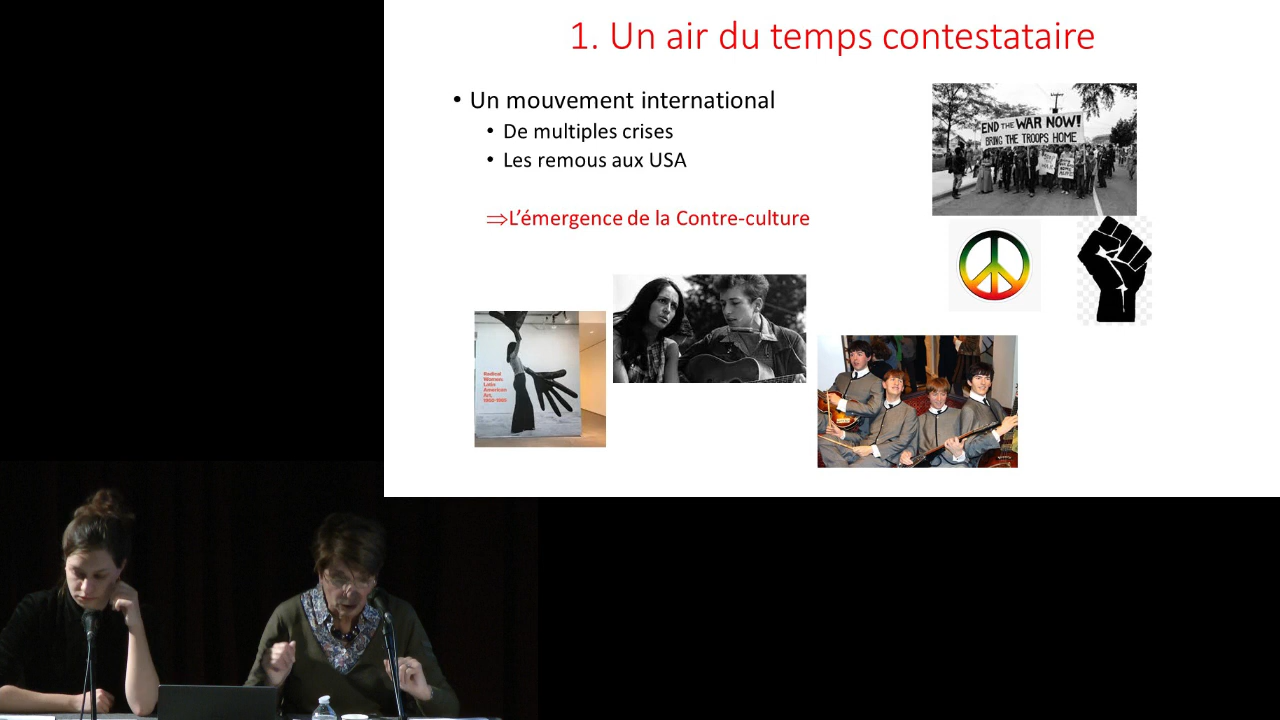 1. Un air du temps contestataire
• Un mouvement international
• De multiples crises
• Les remous aux USA
⇒L'émergence de la Contre-culture
END THE WAR NOW!
BRING THE TROOPS HOME
Radical
Women:
Latin
American
Art,
1960-1985